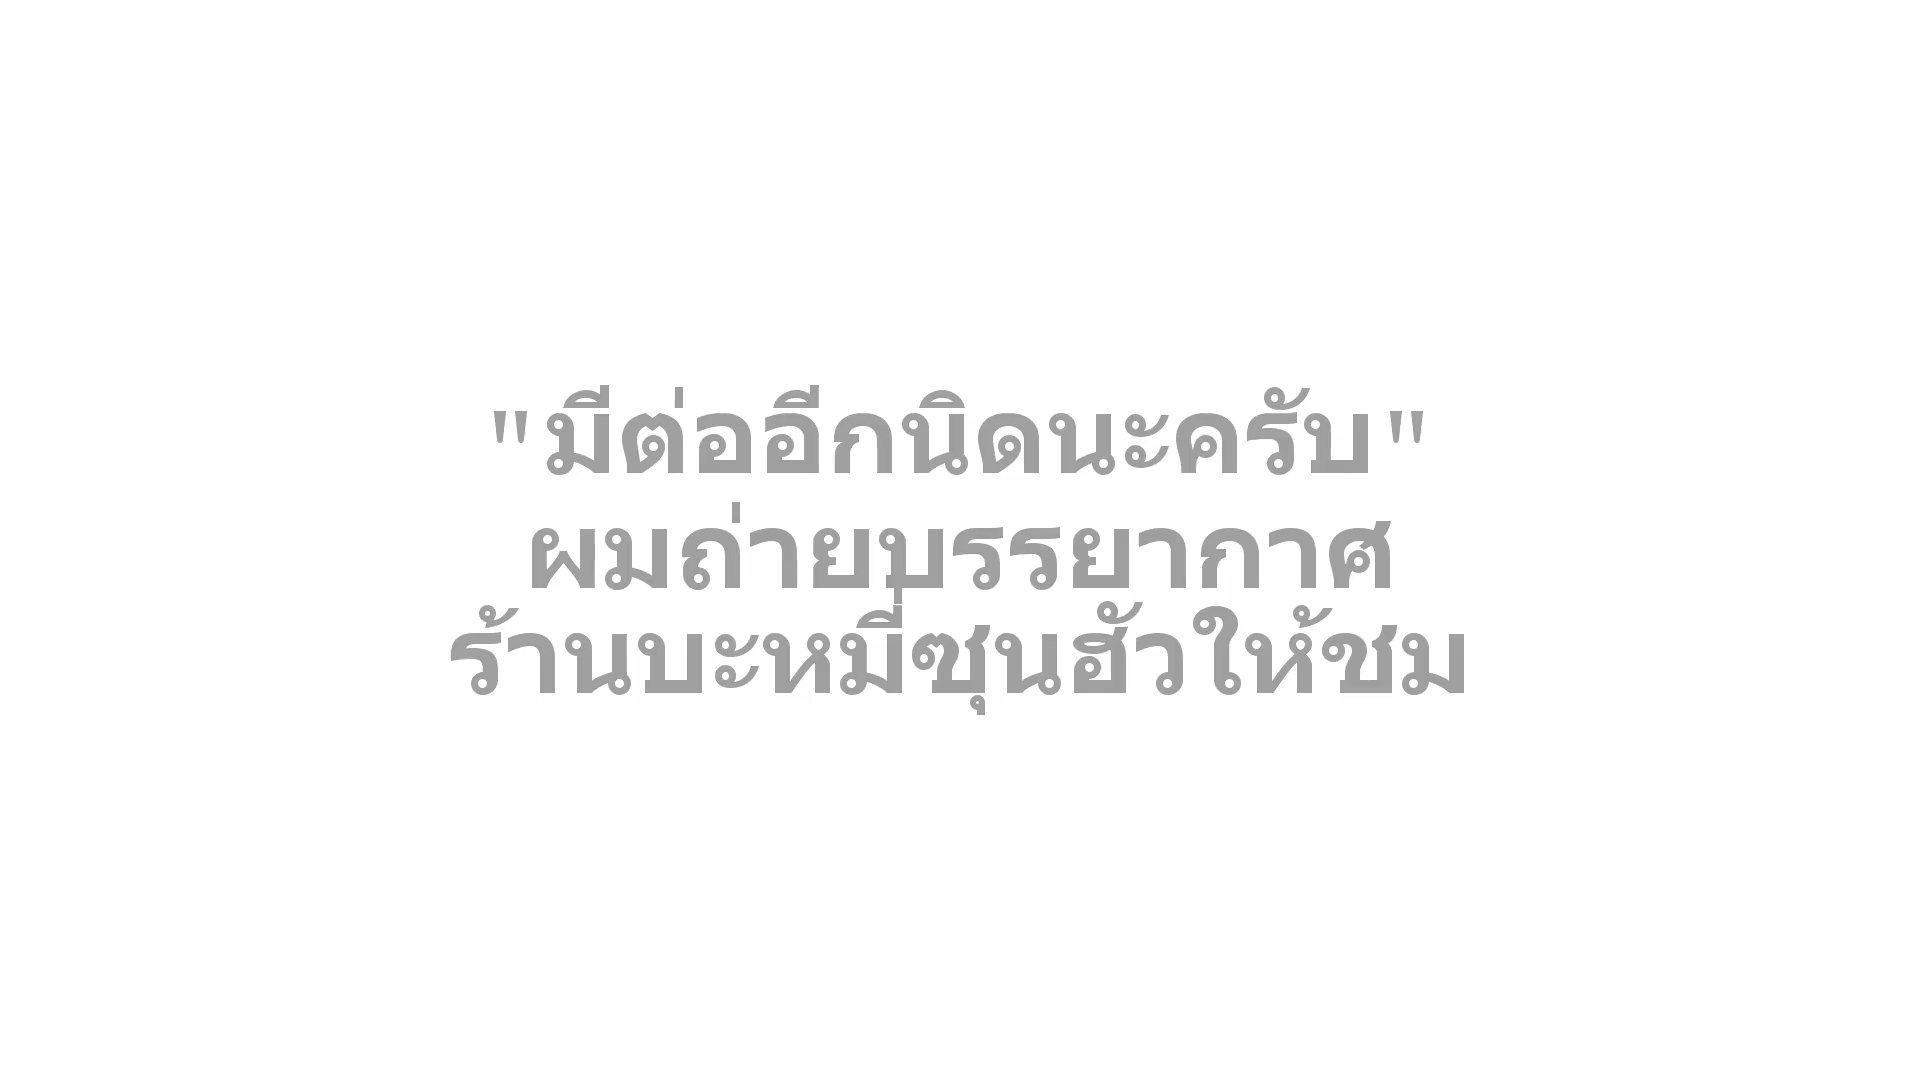 "มีต่ออีกนิดนะครับ"
ผมถ่ายบรรยากาศ
ร้านบะหมี่ซุนฮัวให้ชม